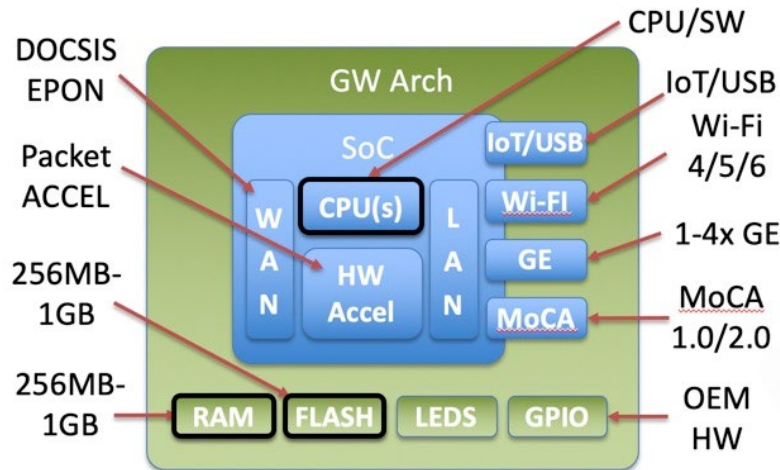 CPU/SW
DOCSIS
EPON
GW Arch
IoT/USB
Wi-Fi
4/5/6
Packet
ACCEL
SoC
IoT/USB
CPU(s)
WAN
LAN
Wi-FI
1-4x GE
GE
HW
Accel
256MB-
1GB
MoCA
MoCA
1.0/2.0
256MB-
1GB
RAM
FLASH
LEDS
GPIO
OEM
HW